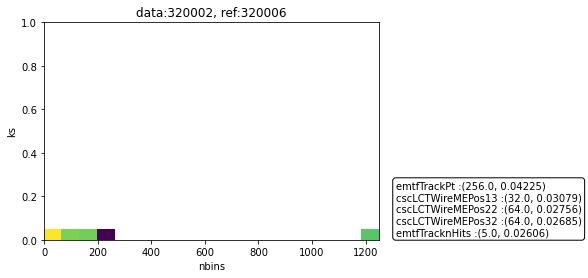 data:320002, ref:320006
1.0
0.8
0.6
0.4
0.2
0.0
ks
0
200
400
600
800
1000
1200
nbins
emtfTrackPt :(256.0, 0.04225)
cscLCTWireMEPos13 :(32.0, 0.03079)
cscLCTWireMEPos22 :(64.0, 0.02756)
cscLCTWireMEPos32 :(64.0, 0.02685)
emtfTracknHits :(5.0, 0.02606)